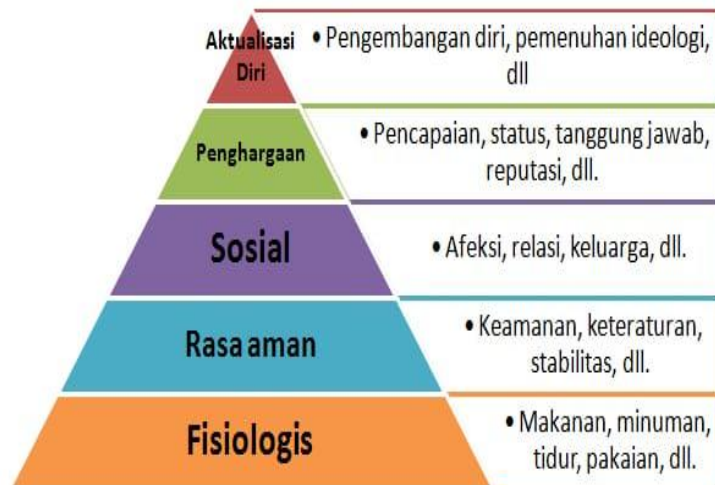 Aktualisasi
Diri
• Pengembangan diri, pemenuhan ideologi,
dll
Penghargaan
• Pencapaian, status, tanggung jawab,
reputasi, dll.
Sosial
• Afeksi, relasi, keluarga, dll.
Rasa aman
• Keamanan, keteraturan,
stabilitas, dll.
Fisiologis
• Makanan, minuman,
tidur, pakaian, dll.